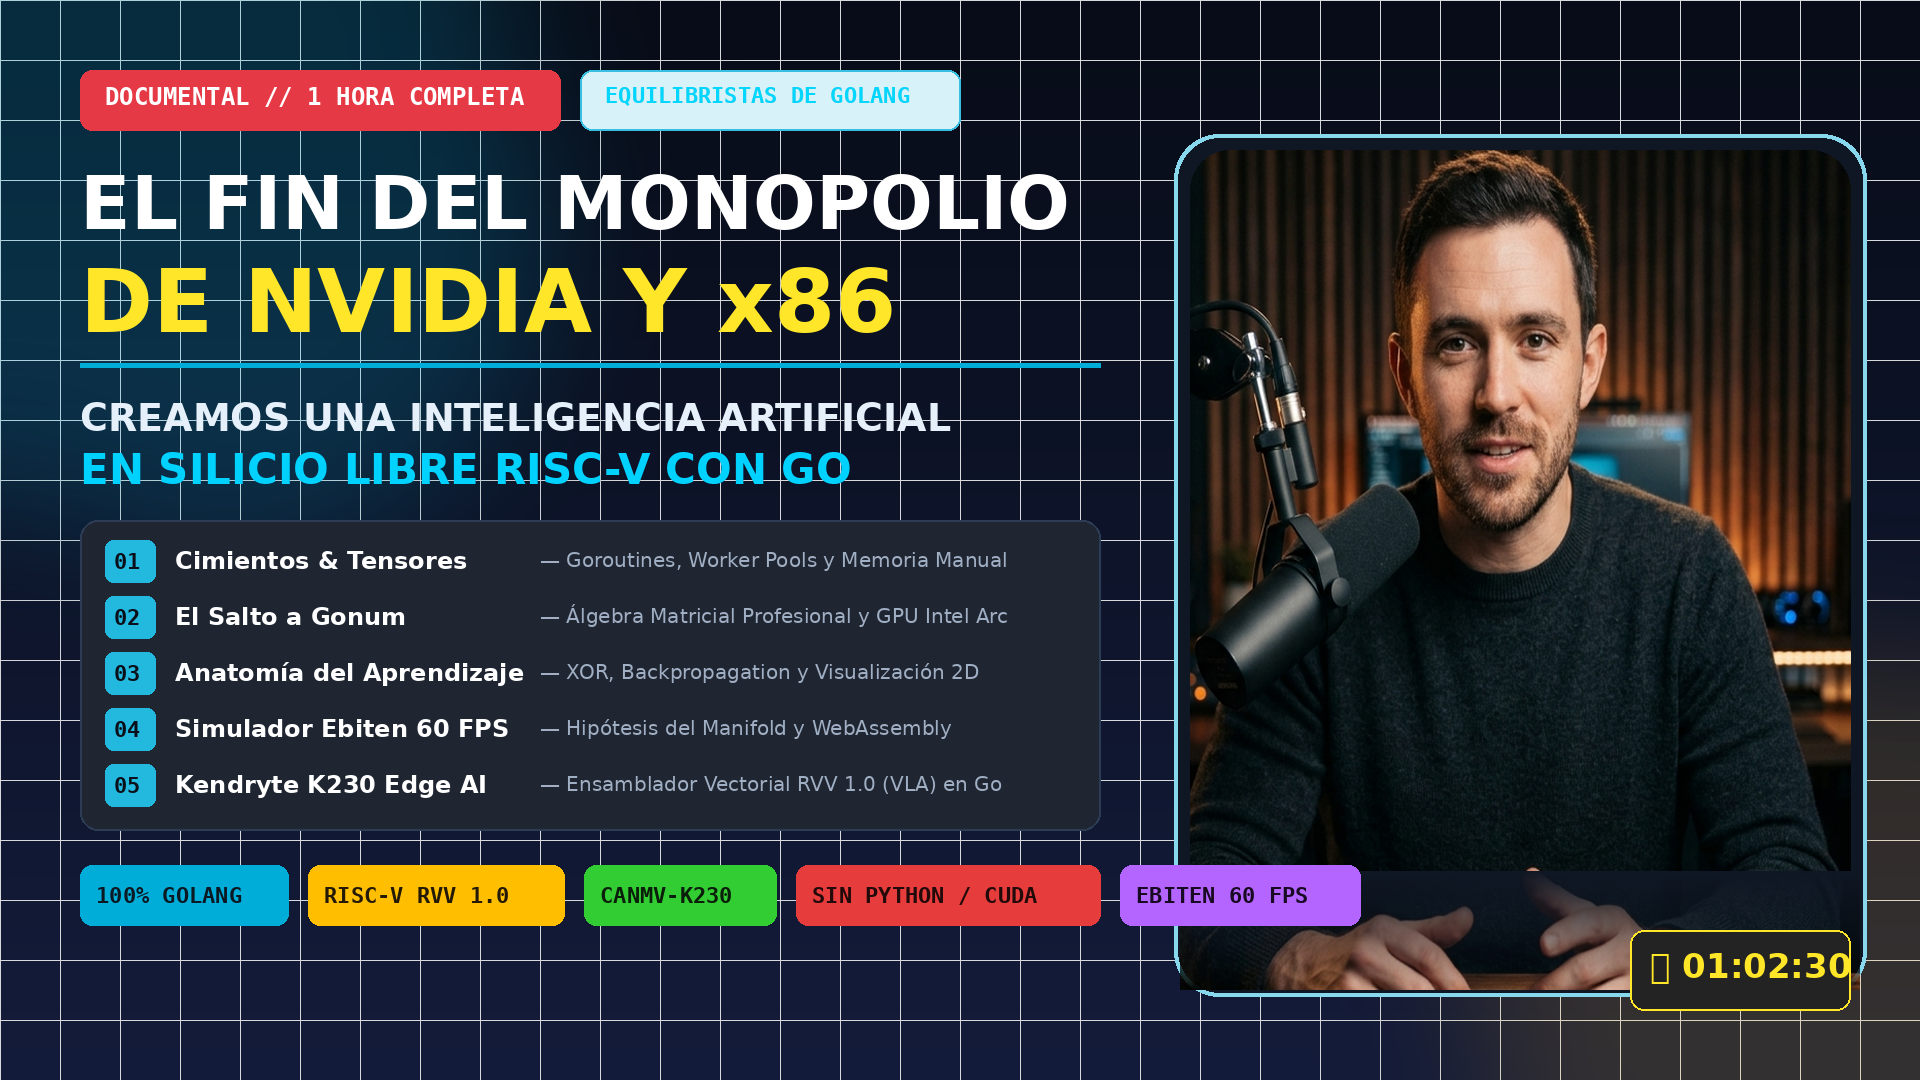 DOCUMENTAL // 1 HORA COMPLETA
EQUILIBRISTAS DE GOLANG
EL FIN DEL MONOPOLIO
DE NVIDIA Y x86
CREAMOS UNA INTELIGENCIA ARTIFICIAL
EN SILICIO LIBRE RISC-V CON GO
01 Cimientos & Tensores — Goroutines, Worker Pools y Memoria Manual
02 El Salto a Gonum — Álgebra Matricial Profesional y GPU Intel Arc
03 Anatomía del Aprendizaje — XOR, Backpropagation y Visualización 2D
04 Simulador Ebiten 60 FPS — Hipótesis del Manifold y WebAssembly
05 Kendryte K230 Edge AI — Ensamblador Vectorial RVV 1.0 (VLA) en Go
100% GOLANG
RISC-V RVV 1.0
CANMV-K230
SIN PYTHON / CUDA
EBITEN 60 FPS
01:02:30